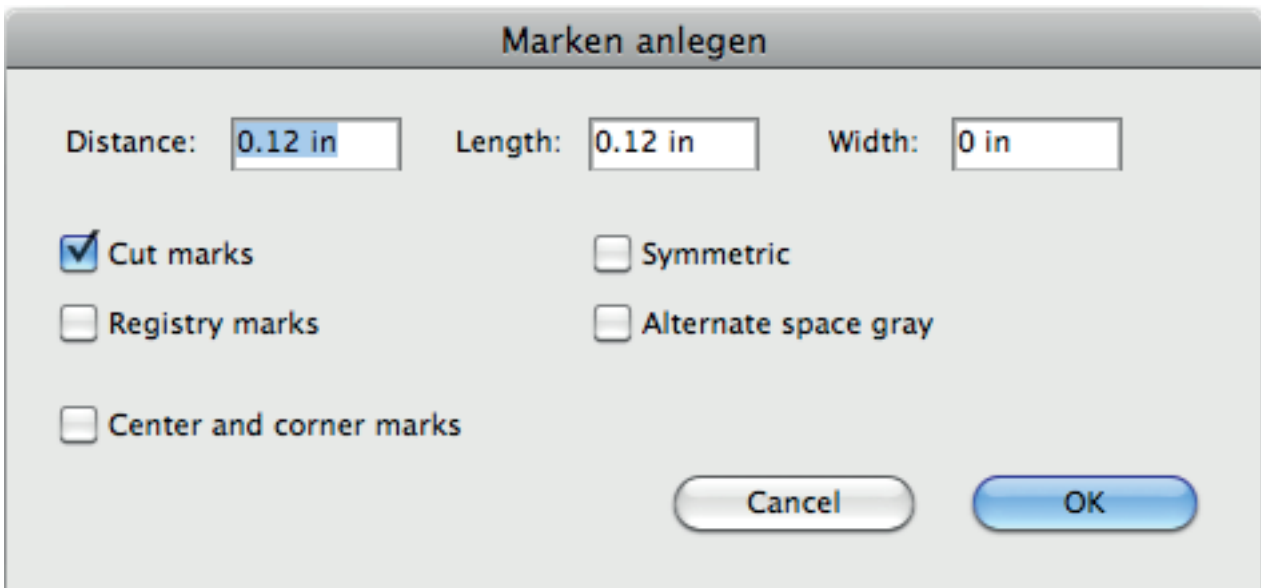 Marken anlegen
Distance: 0.12 in Length: 0.12 in Width: 0 in
Cut marks Symmetric
Registry marks Alternate space gray
Center and corner marks
Cancel OK